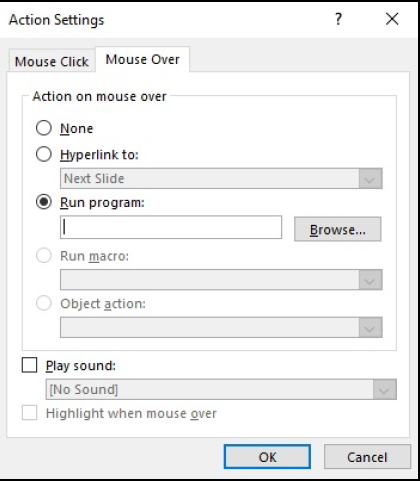 Action Settings ? ×
Mouse Click Mouse Over
Action on mouse over
None
Hyperlink to:
Next Slide
Run program:
Browse...
Run macro:
Object action:
Play sound:
[No Sound]
Highlight when mouse over
OK Cancel